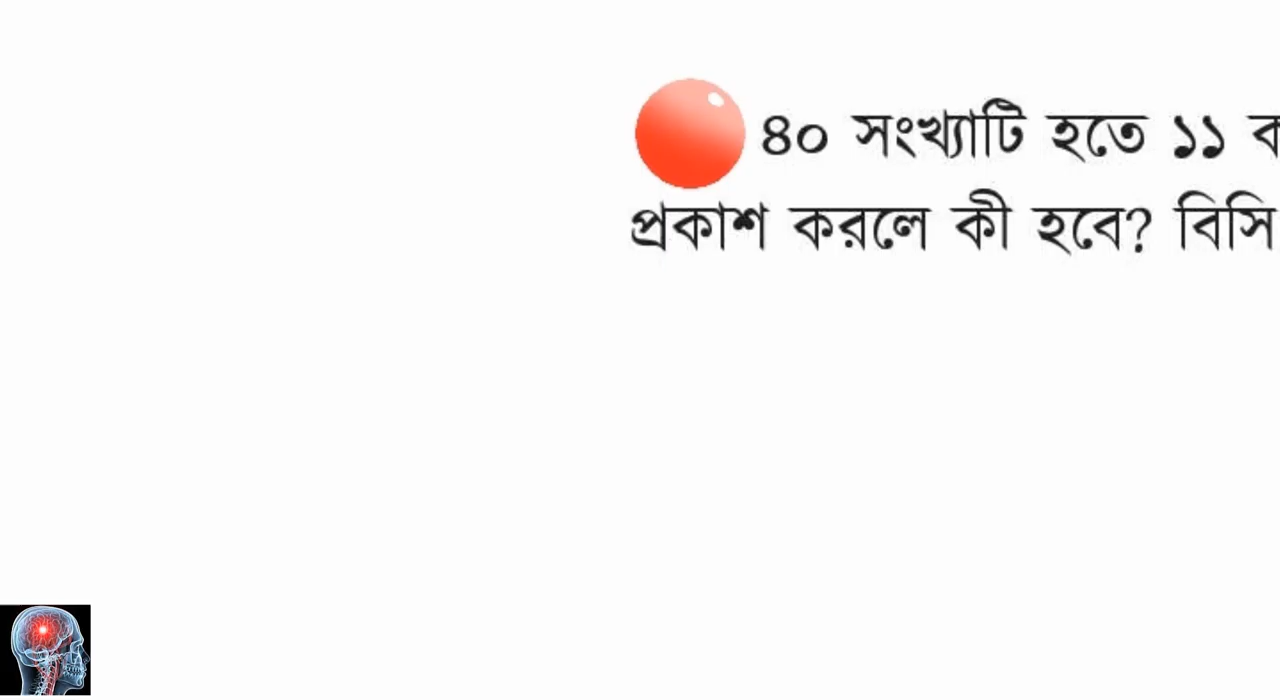 ৪০ সংখ্যাটি হতে ১১ ক
প্রকাশ করলে কী হবে? বিসি